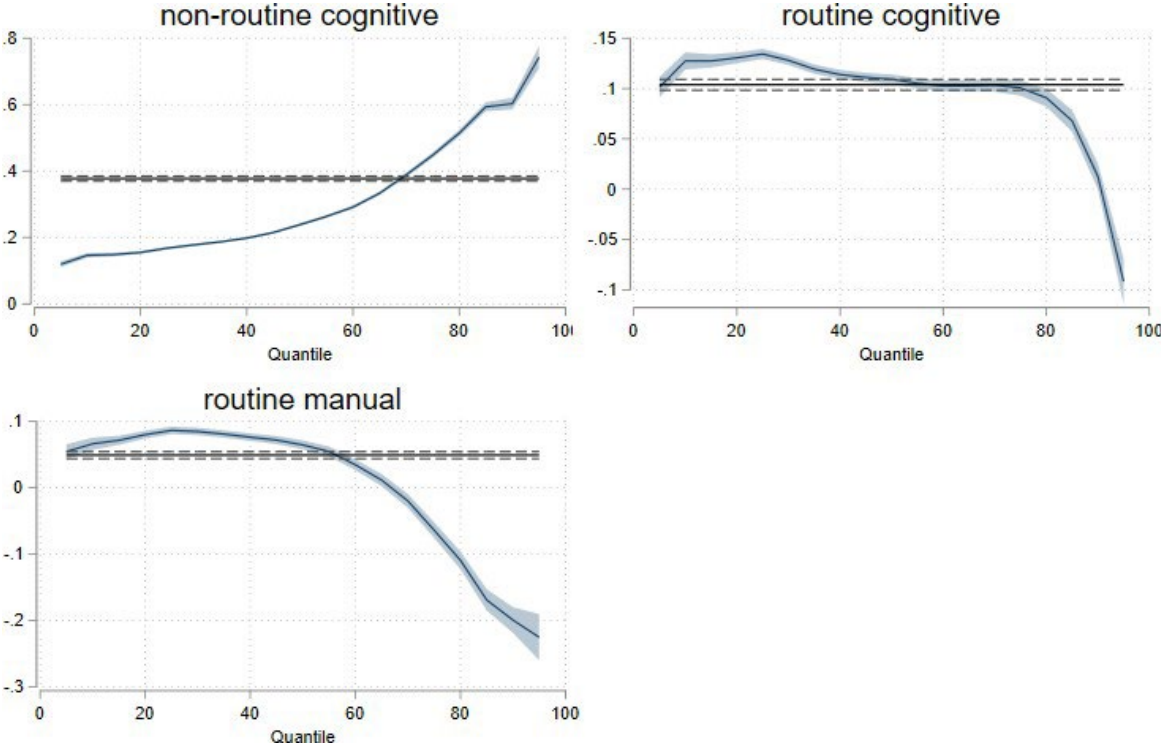 non-routine cognitive
.8
.6
.4
.2
0
0 20 40 60 80 100
Quantile
routine cognitive
.15
.1
.05
0
-.05
-.1
0 20 40 60 80 100
Quantile
routine manual
.1
0
-.1
-.2
-.3
0 20 40 60 80 100
Quantile